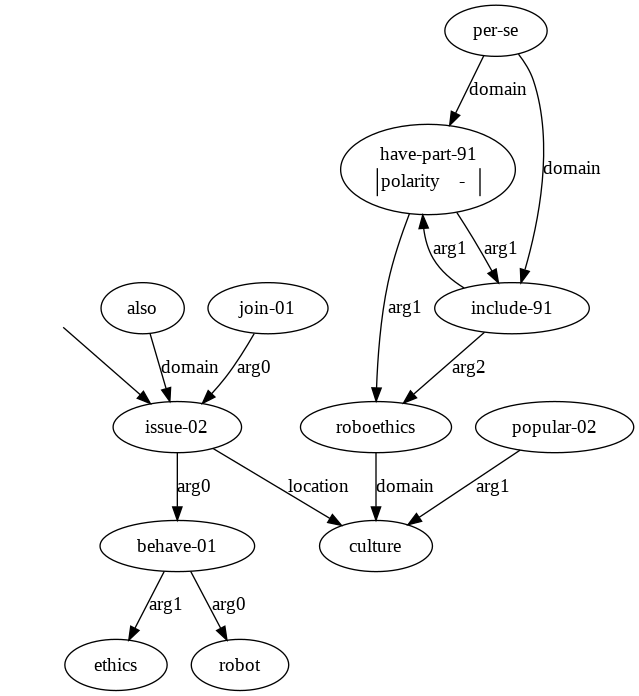 per-se
domain
have-part-91
polarity -
domain
arg1 arg1
also join-01 include-91
arg1
domain arg0 arg2
issue-02 roboethics popular-02
arg0 location domain arg1
behave-01 culture
arg1 arg0
ethics robot